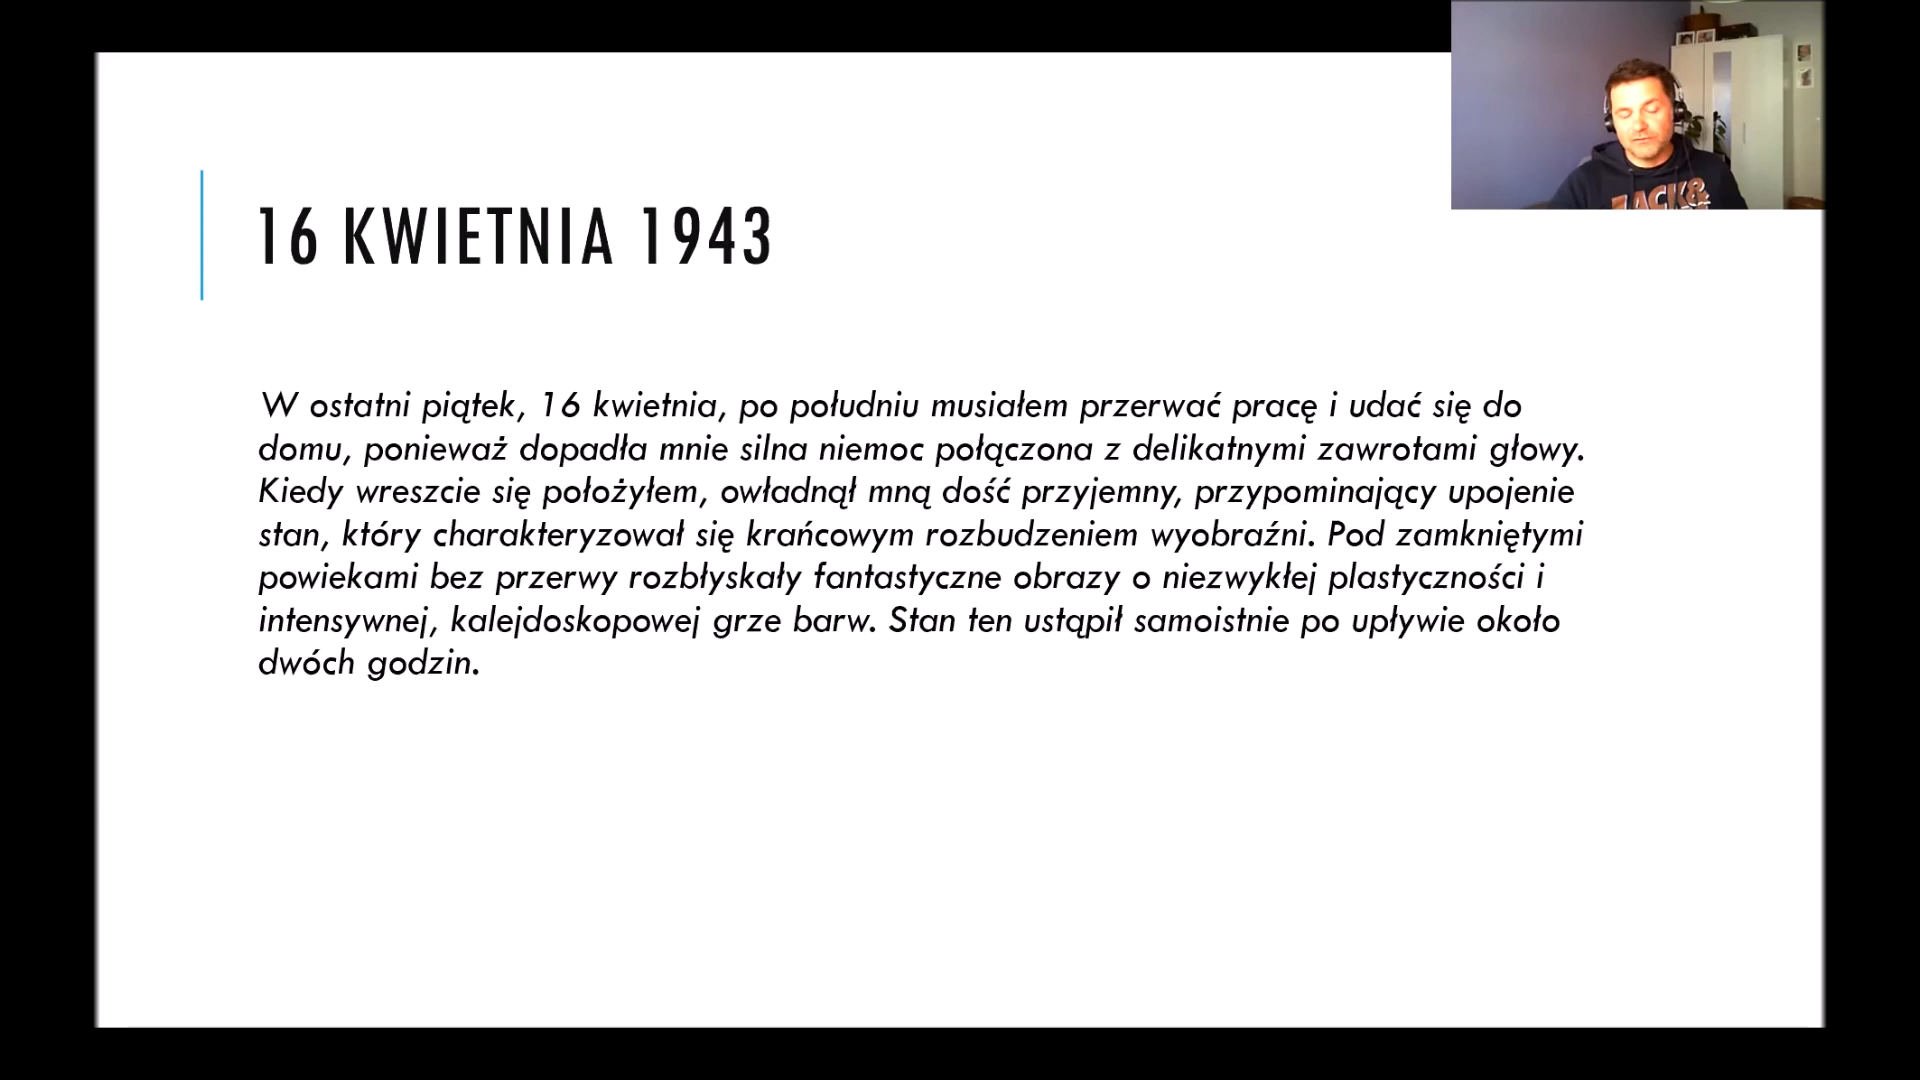 16 KWIETNIA 1943
W ostatni piątek, 16 kwietnia, po południu musiałem przerwać pracę i udać się do
domu, ponieważ dopadła mnie silna niemoc połączona z delikatnymi zawrotami głowy.
Kiedy wreszcie się położyłem, owładnął mną dość przyjemny, przypominający upojenie
stan, który charakteryzował się krańcowym rozbudzeniem wyobraźni. Pod zamkniętymi
powiekami bez przerwy rozbłyskały fantastyczne obrazy o niezwykłej plastyczności i
intensywnej, kalejdoskopowej grze barw. Stan ten ustąpił samoistnie po upływie około
dwóch godzin.